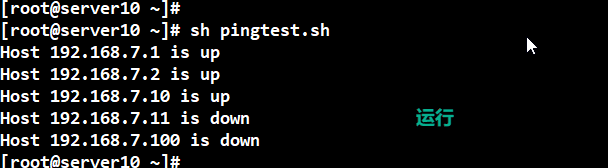 [root@server10 ~]#
[root@server10 ~]# sh pingtest.sh
Host 192.168.7.1 is up
Host 192.168.7.2 is up
Host 192.168.7.10 is up
Host 192.168.7.11 is down
运行
Host 192.168.7.100 is down
[root@server10 ~]#